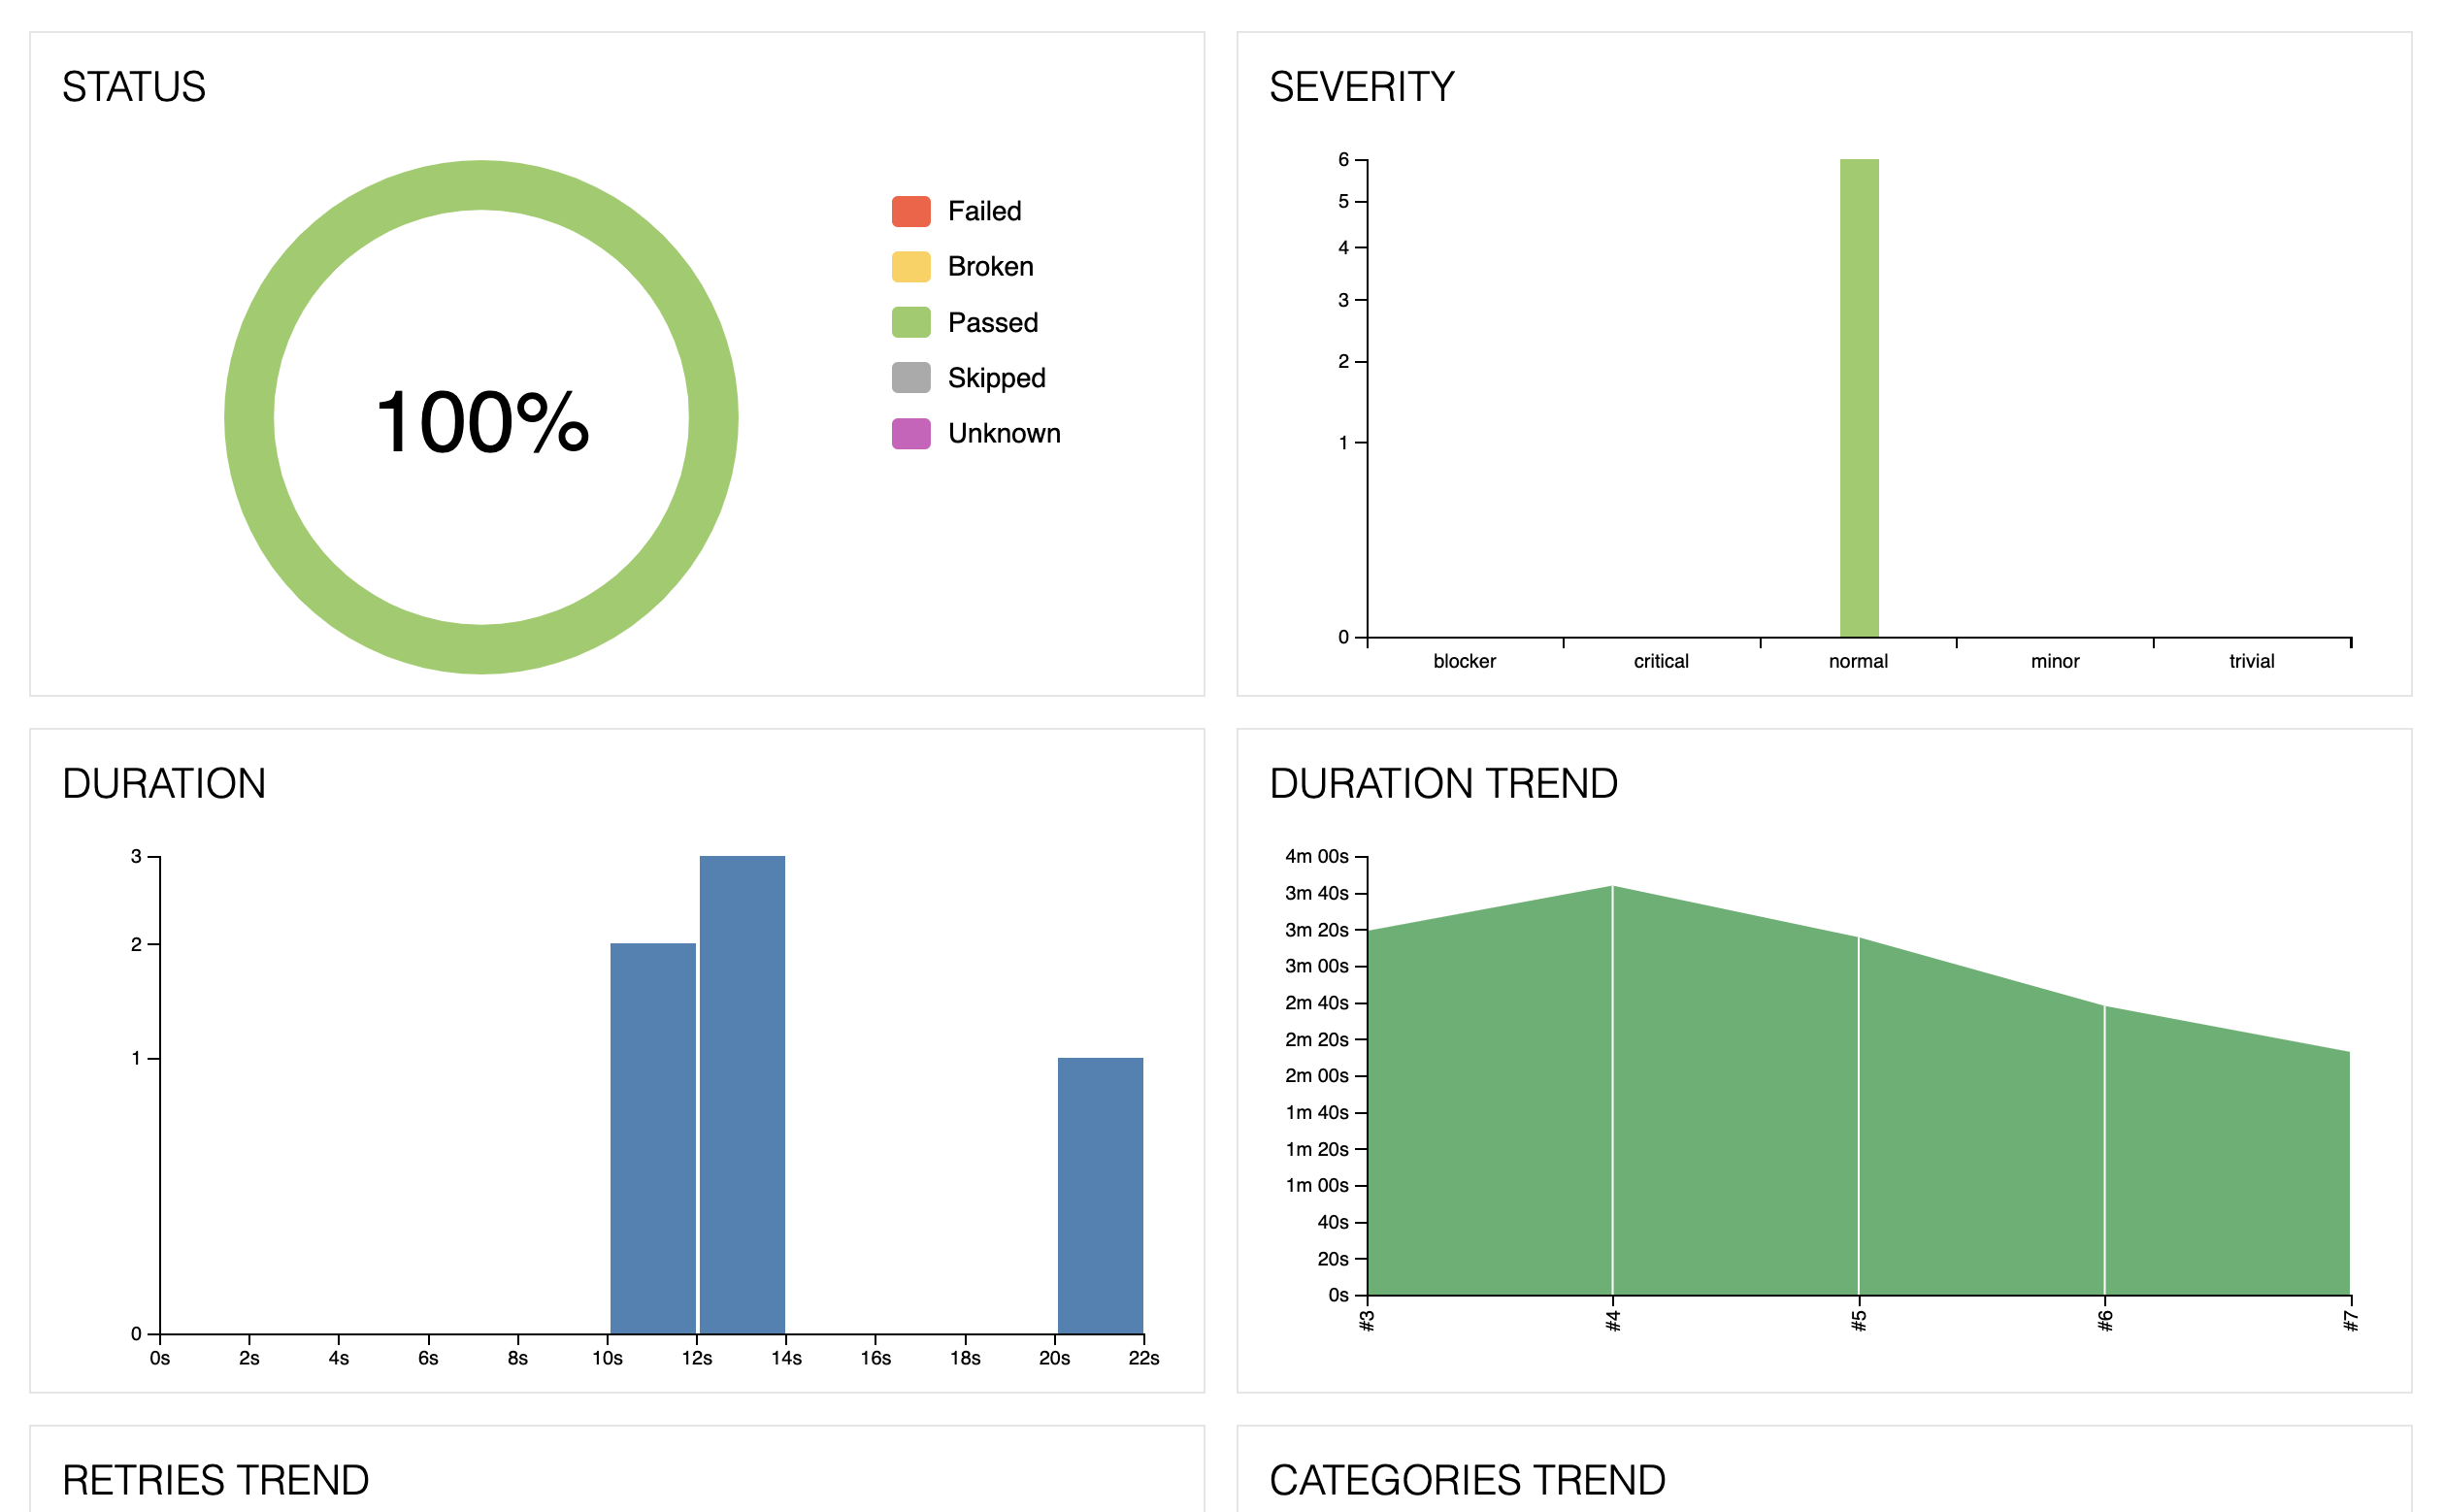 STATUS
100%
Failed
Broken
Passed
Skipped
Unknown
SEVERITY
6
5
4
3
2
1
0
blocker critical normal minor trivial
DURATION
3
2
1
0
0s 2s 4s 6s 8s 10s 12s 14s 16s 18s 20s 22s
DURATION TREND
4m 00s
3m 40s
3m 20s
3m 00s
2m 40s
2m 20s
2m 00s
1m 40s
1m 20s
1m 00s
40s
20s
0s
#3 #4 #5 #6 #7
RETRIES TREND
CATEGORIES TREND